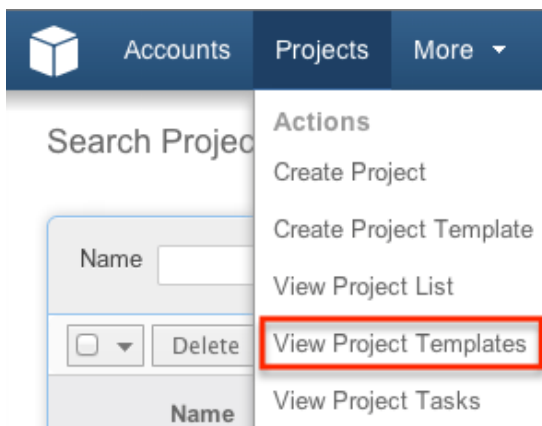 Accounts Projects More
Search Projec
Actions
Create Project
Create Project Template
Name
View Project List
Delete
View Project Templates
Name
View Project Tasks